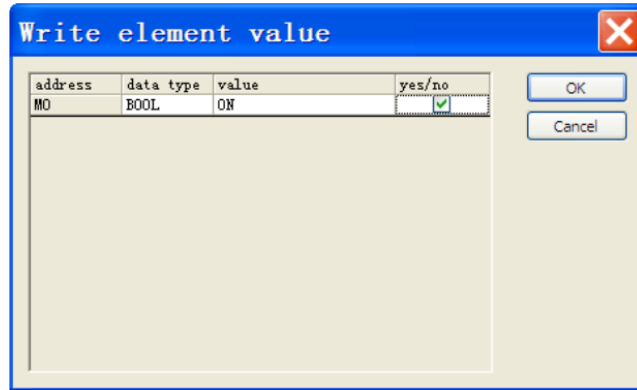 Write element value
address data type value yes/no
M0 BOOL ON
OK
Cancel